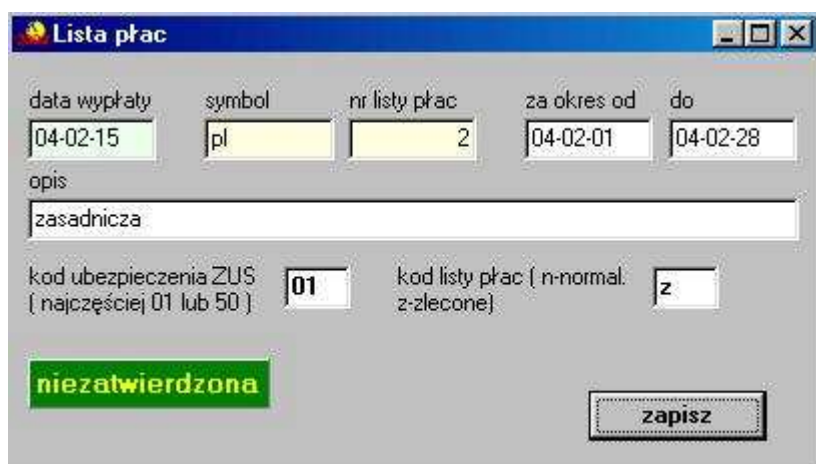 Lista płac
data wypłaty symbol nr listy płac za okres od do
04-02-15 pl 2 04-02-01 04-02-28
opis
zasadnicza
kod ubezpieczenia ZUS
( najczęściej 01 lub 50 )
01
kod listy płac ( n-normal.
z-zlecone)
z
niezatwierdzona
zapisz